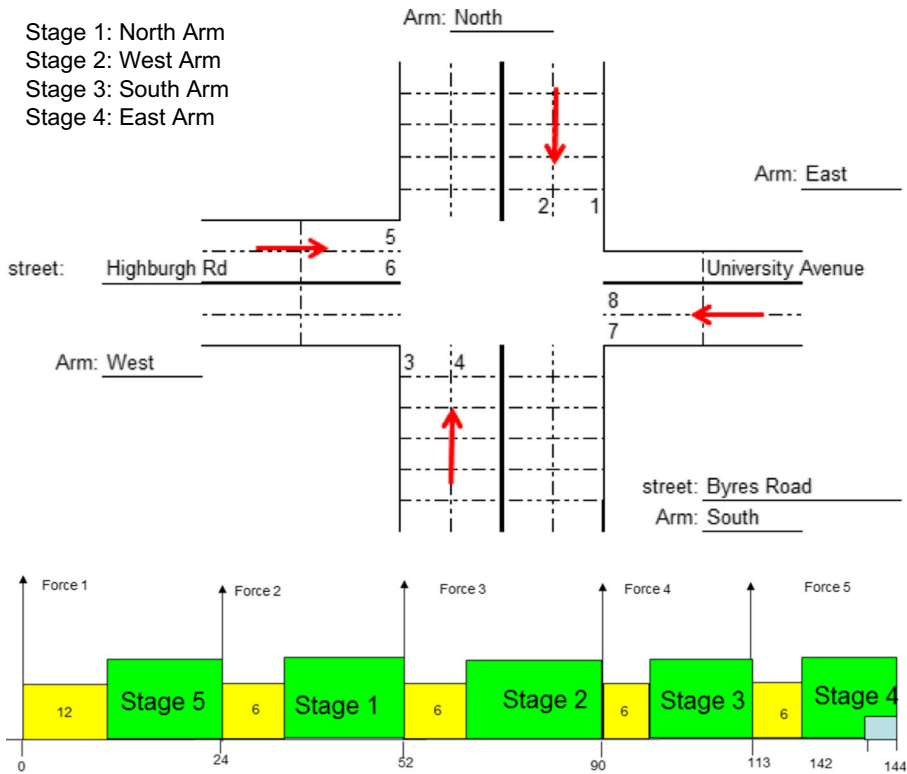 Stage 1: North Arm
Stage 2: West Arm
Stage 3: South Arm
Stage 4: East Arm
Arm: North
Arm: East
2 1
5
6
street: Highburgh Rd
University Avenue
8
7
Arm: West
3 4
street: Byres Road
Arm: South
Force 1 Force 2 Force 3 Force 4 Force 5
12 Stage 5 6 Stage 1 6 Stage 2 6 Stage 3 6 Stage 4
0 24 52 90 113 142 144